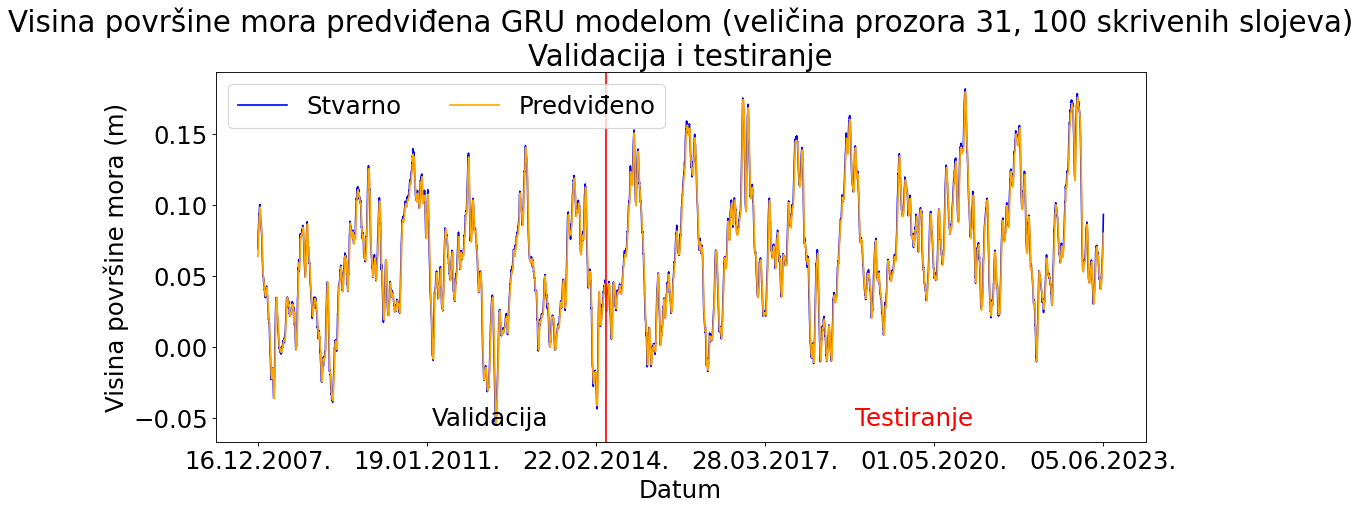 Visina površine mora predviđena GRU modelom (veličina prozora 31, 100 skrivenih slojeva)
Validacija i testiranje
Stvarno
Predviđeno
Visina površine mora (m)
0.15
0.10
0.05
0.00
−0.05
Validacija
Testiranje
16.12.2007.
19.01.2011.
22.02.2014.
28.03.2017.
01.05.2020.
05.06.2023.
Datum